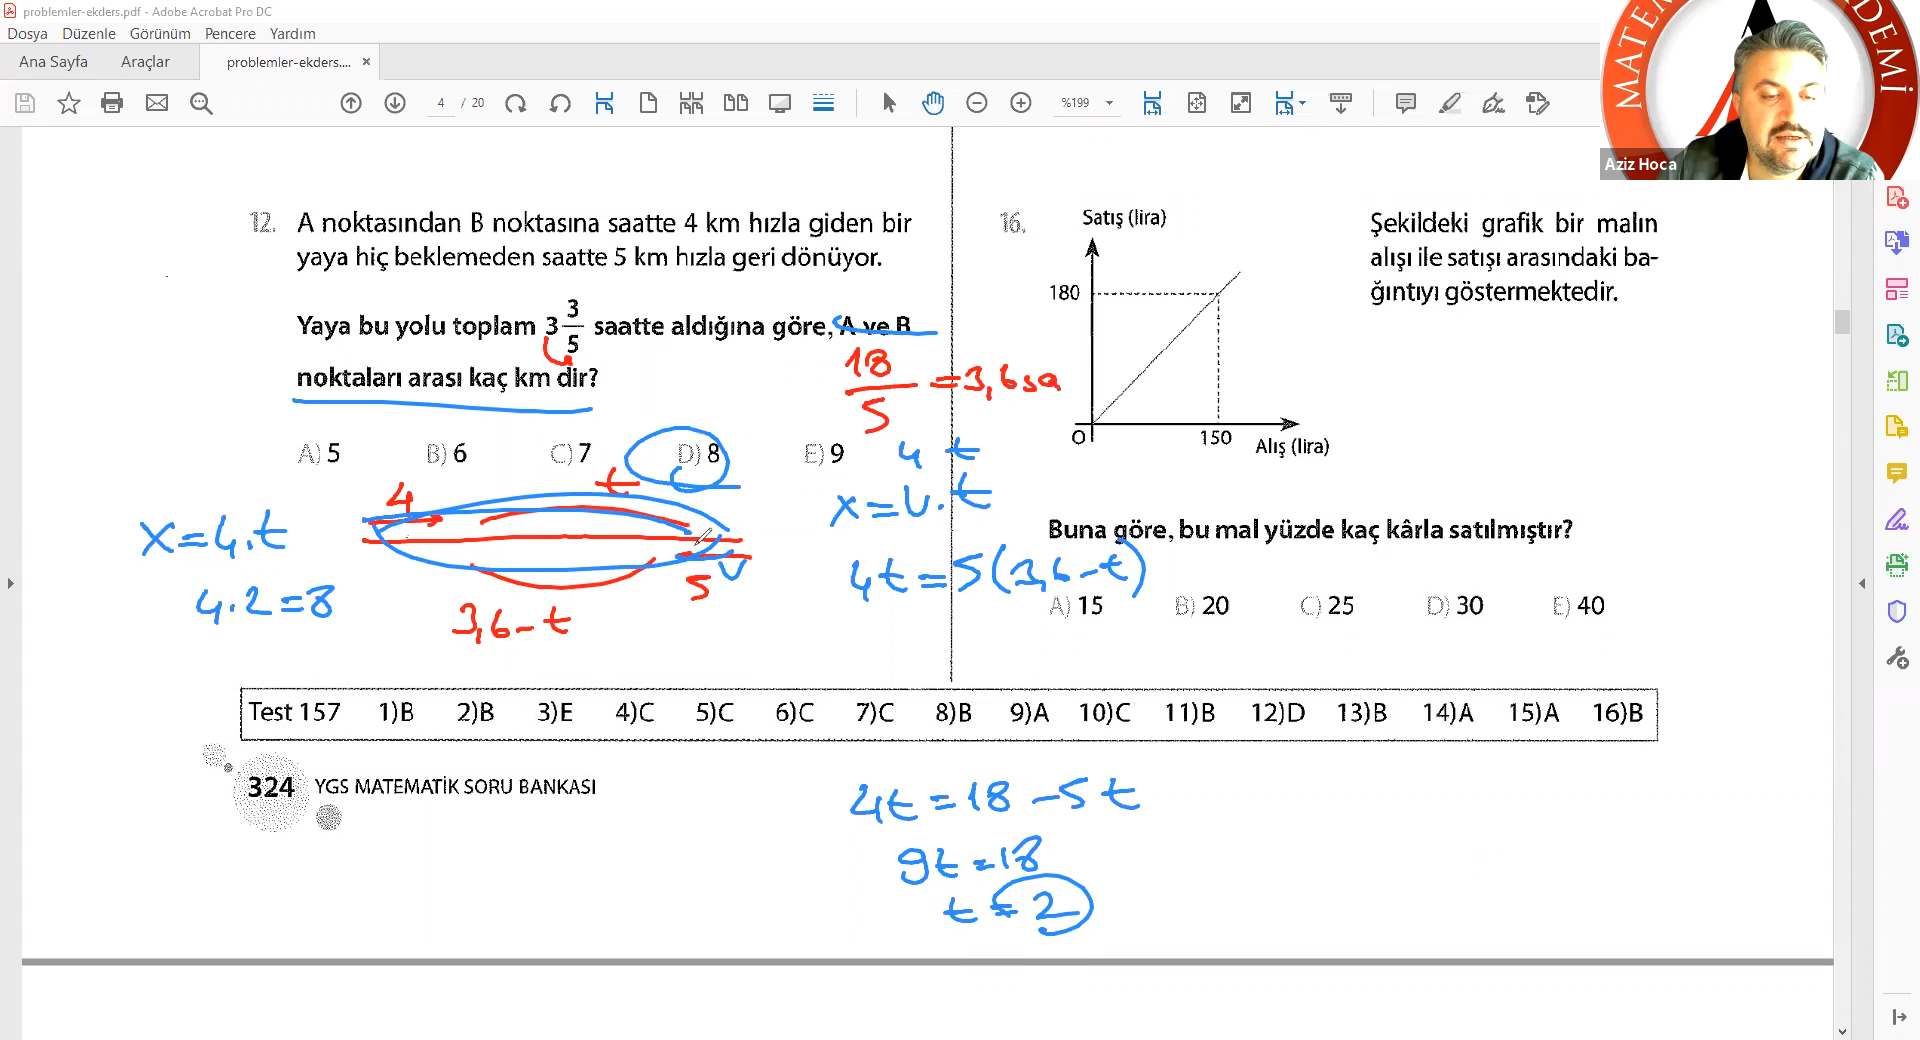 problemler-ekders.pdf - Adobe Acrobat Pro DC
Dosya Düzenle Görünüm Pencere Yardım
Ana Sayfa Araçlar problemler-ekders.... ×
4 / 20 %199
MATEM
DEMİ
Aziz Hoca
12. A noktasından B noktasına saatte 4 km hızla giden bir
yaya hiç beklemeden saatte 5 km hızla geri dönüyor.
Yaya bu yolu toplam 3 3/5 saatte aldığına göre, A ve B
noktaları arası kaç km dir?
A) 5 B) 6 C) 7 D) 8 E) 9
18/5 = 3,6 sa
4 t
x = V . t
4 t
x = 4 . t
4 . 2 = 8
5 V
3,6 - t
4t = 5(3,6 - t)
16. Satış (lira)
180
O 150 Alış (lira)
Şekildeki grafik bir malın
alışı ile satışı arasındaki ba-
ğıntıyı göstermektedir.
Buna göre, bu mal yüzde kaç kârla satılmıştır?
A) 15 B) 20 C) 25 D) 30 E) 40
Test 157 1)B 2)B 3)E 4)C 5)C 6)C 7)C 8)B 9)A 10)C 11)B 12)D 13)B 14)A 15)A 16)B
324 YGS MATEMATİK SORU BANKASI
4t = 18 - 5t
9t = 18
t = 2